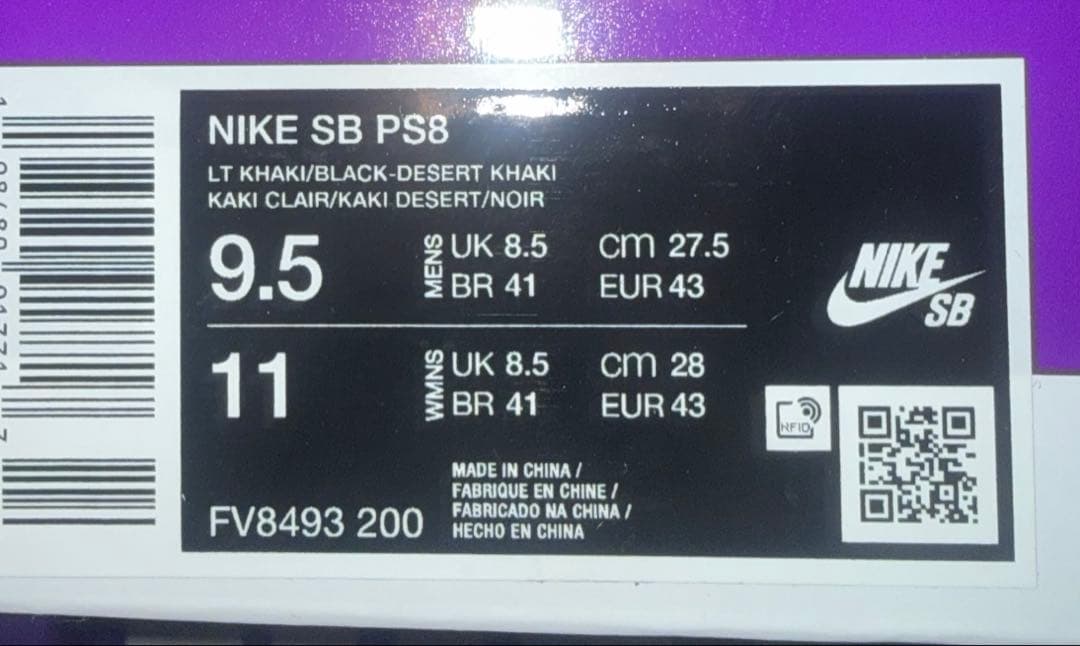 NIKE SB PS8
LT KHAKI/BLACK-DESERT KHAKI
KAKI CLAIR/KAKI DESERT/NOIR
9.5 MENS UK 8.5 CM 27.5
BR 41 EUR 43
11 WMNS UK 8.5 CM 28
BR 41 EUR 43
NIKE
SB
RFID
MADE IN CHINA /
FABRIQUE EN CHINE /
FABRICADO NA CHINA /
HECHO EN CHINA
FV8493 200